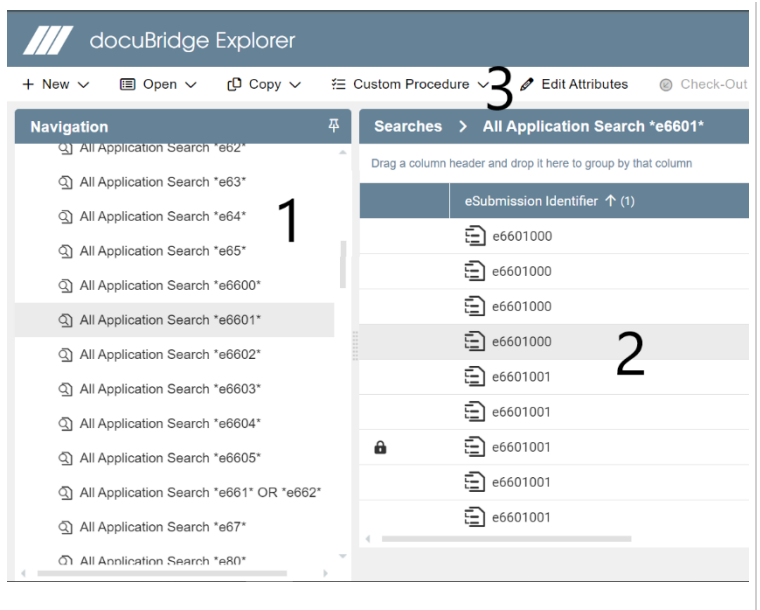 docuBridge Explorer
New Open Copy Custom Procedure Edit Attributes Check-Out
3
Navigation
All Application Search *e62*
All Application Search *e63*
All Application Search *e64*
All Application Search *e65*
All Application Search *e6600*
All Application Search *e6601*
All Application Search *e6602*
All Application Search *e6603*
All Application Search *e6604*
All Application Search *e6605*
All Application Search *e661* OR *e662*
All Application Search *e67*
All Application Search *e80*
1
Searches > All Application Search *e6601*
Drag a column header and drop it here to group by that column
eSubmission Identifier ↑ (1)
e6601000
e6601000
e6601000
e6601000
2
e6601001
e6601001
e6601001
e6601001
e6601001